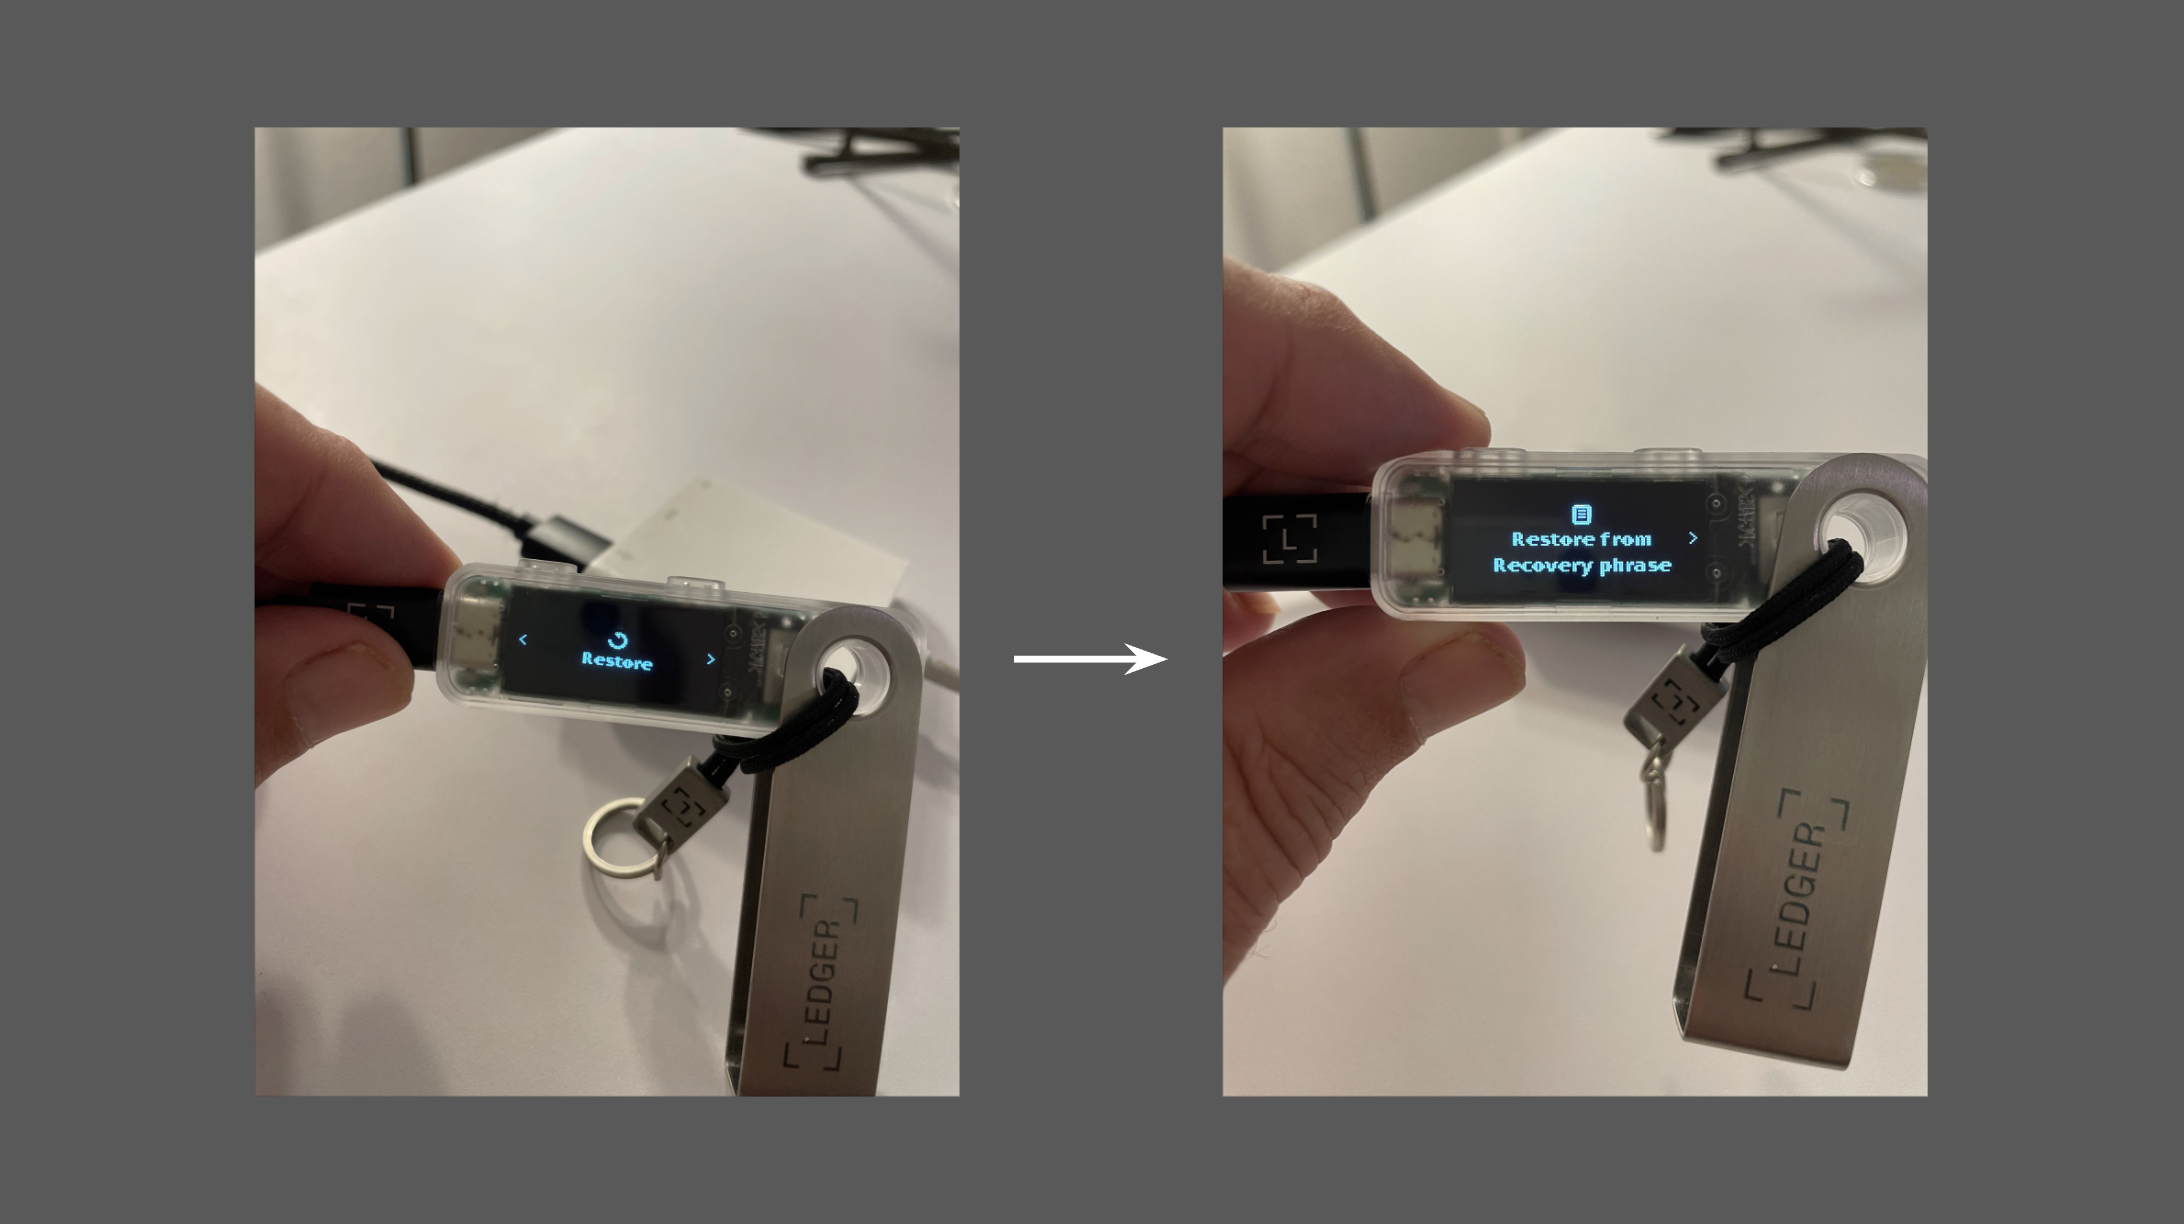 Restore
LEDGER
Restore from
Recovery phrase
L
LEDGER